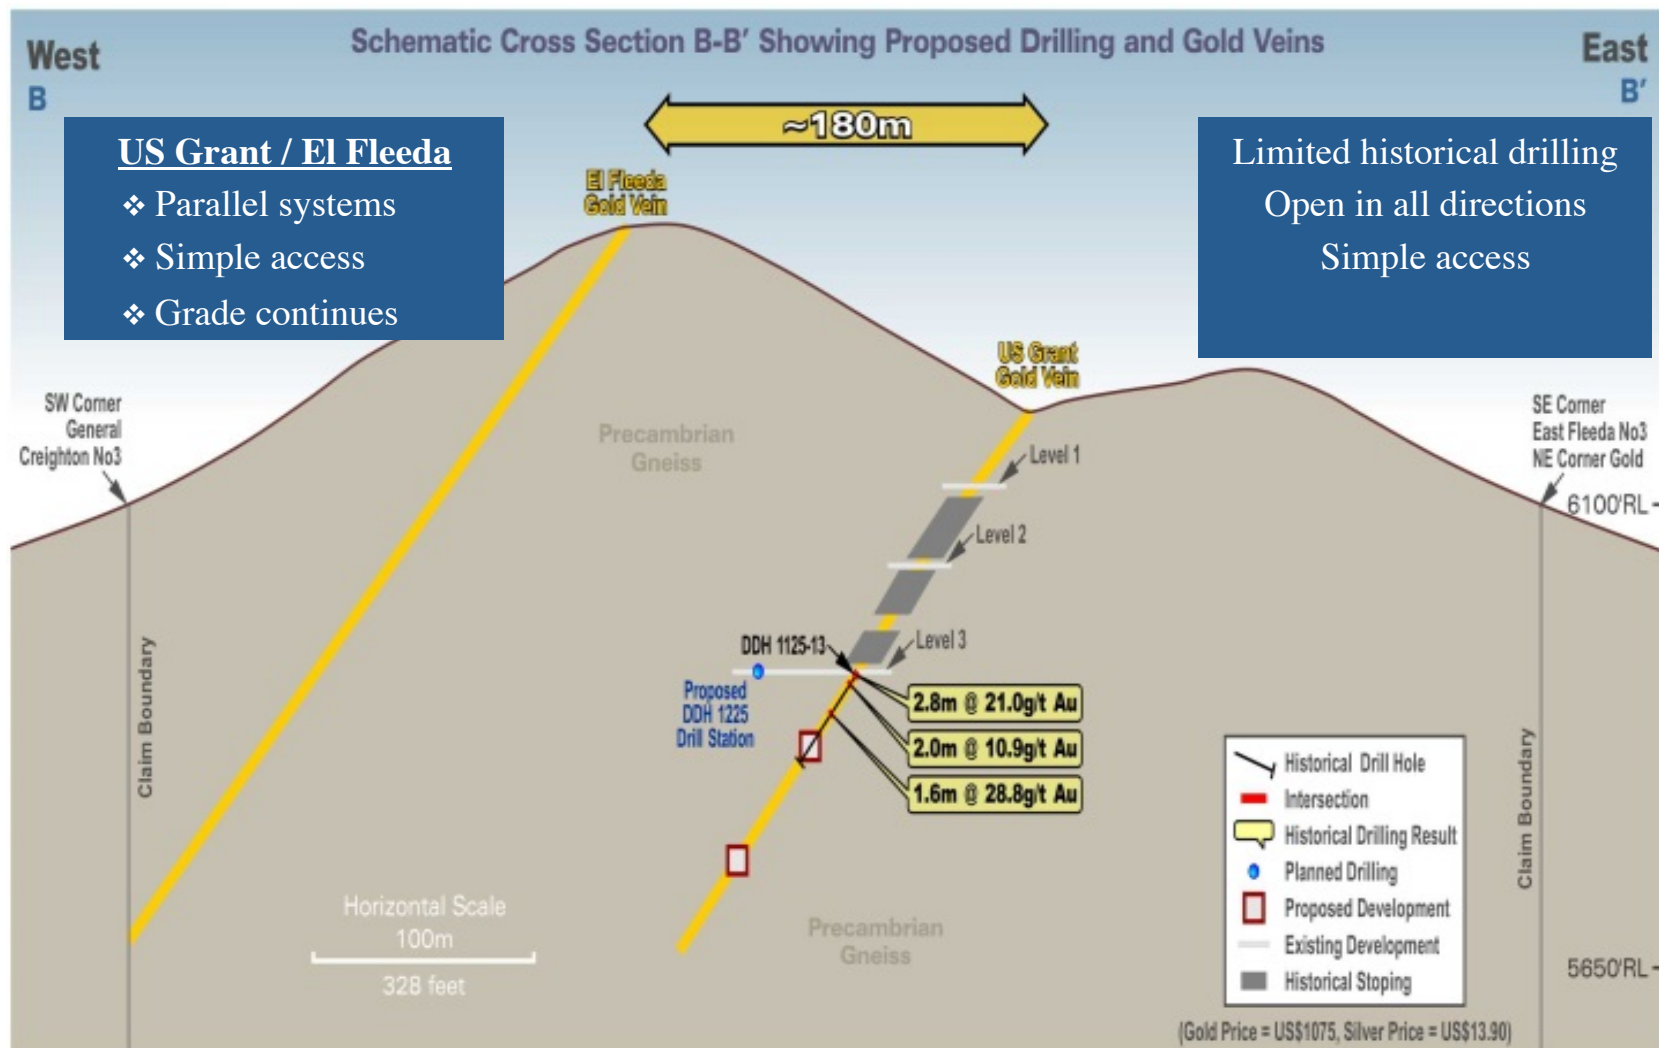 Schematic Cross Section B-B' Showing Proposed Drilling and Gold Veins
West
B
East
B'
~180m
US Grant / El Fleeda
❖ Parallel systems
❖ Simple access
❖ Grade continues
Limited historical drilling
Open in all directions
Simple access
El Fleeda
Gold Vein
US Grant
Gold Vein
SW Corner
General
Creighton No3
SE Corner
East Fleeda No3
NE Corner Gold
6100'RL
Precambrian
Gneiss
Level 1
Level 2
Level 3
DDH 1125-13
Proposed
DDH 1225
Drill Station
2.8m @ 21.0g/t Au
2.0m @ 10.9g/t Au
1.6m @ 28.8g/t Au
Claim Boundary
Claim Boundary
Horizontal Scale
100m
328 feet
Precambrian
Gneiss
Historical Drill Hole
Intersection
Historical Drilling Result
Planned Drilling
Proposed Development
Existing Development
Historical Stoping
5650'RL
(Gold Price = US$1075, Silver Price = US$13.90)